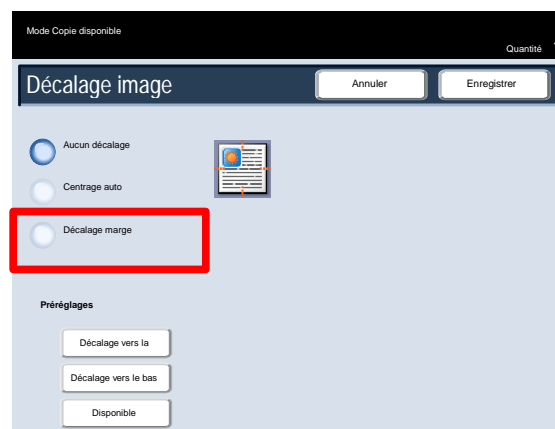 Mode Copie disponible
Quantité
Décalage image
Annuler
Enregistrer
Aucun décalage
Centrage auto
Décalage marge
Préréglages
Décalage vers la
Décalage vers le bas
Disponible